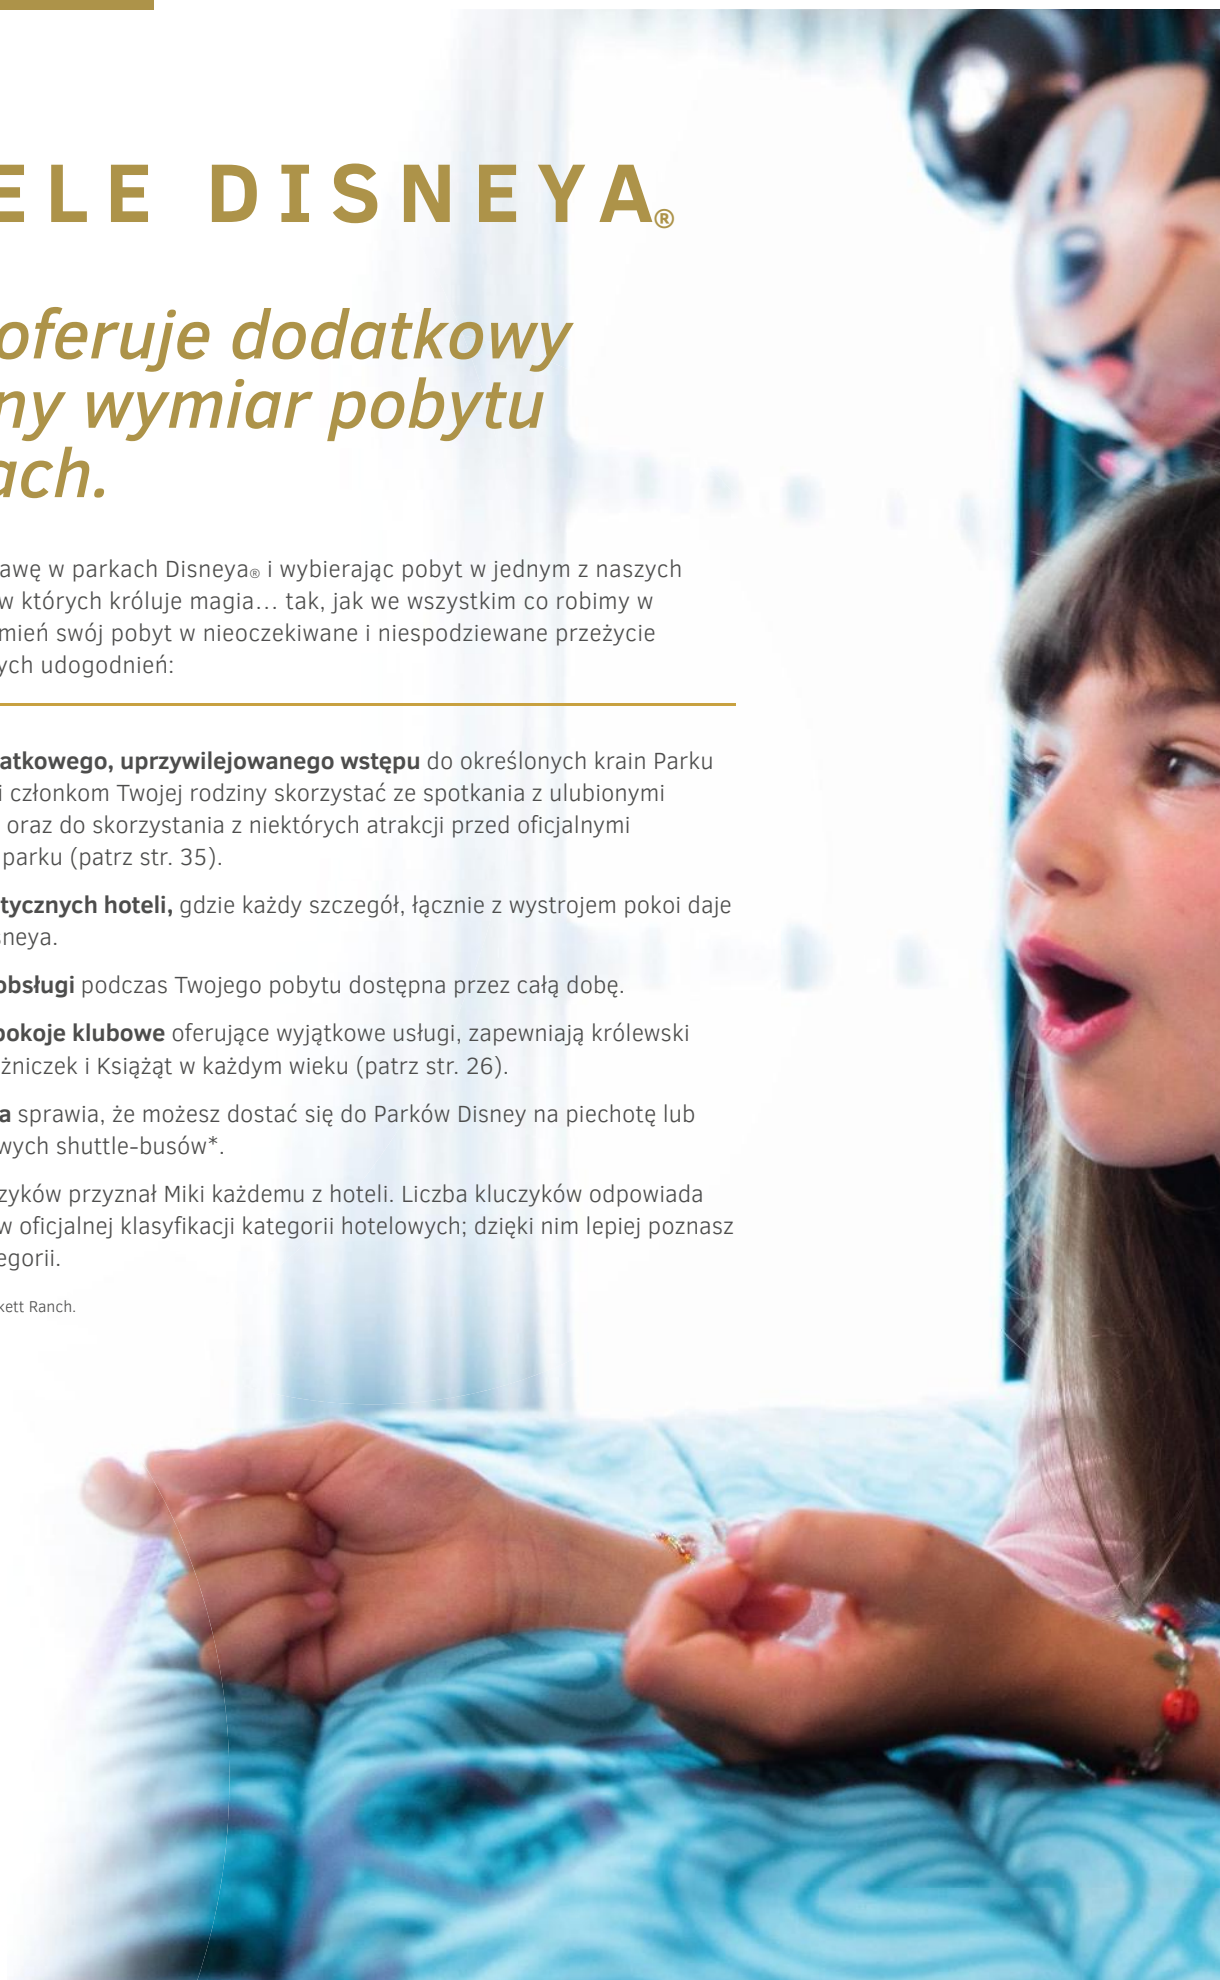 ELE DISNEYA®
oferuje dodatkowy
ny wymiar pobytu
ach.
awę w parkach Disneya® i wybierając pobyt w jednym z naszych
w których króluje magia… tak, jak we wszystkim co robimy w
mień swój pobyt w nieoczekiwane i niespodziewane przeżycie
ych udogodnień:
atkowego, uprzywilejowanego wstępu do określonych krain Parku
i członkom Twojej rodziny skorzystać ze spotkania z ulubionymi
oraz do skorzystania z niektórych atrakcji przed oficjalnymi
parku (patrz str. 35).
tycznych hoteli, gdzie każdy szczegół, łącznie z wystrojem pokoi daje
sneya.
obsługi podczas Twojego pobytu dostępna przez całą dobę.
pokoje klubowe oferujące wyjątkowe usługi, zapewniają królewski
żniczek i Książąt w każdym wieku (patrz str. 26).
a sprawia, że możesz dostać się do Parków Disney na piechotę lub
wych shuttle-busów*.
zyków przyznał Miki każdemu z hoteli. Liczba kluczyków odpowiada
w oficjalnej klasyfikacji kategorii hotelowych; dzięki nim lepiej poznasz
egorii.
kett Ranch.